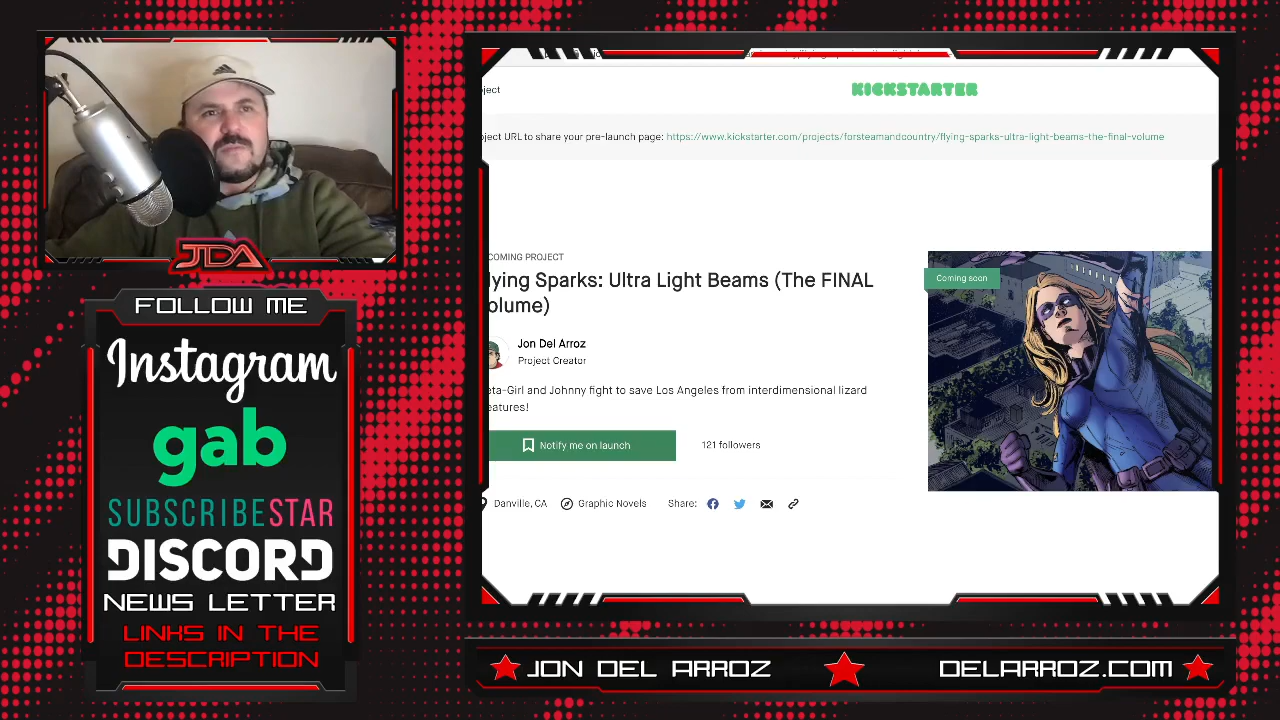 JDA
FOLLOW ME
Instagram
gab
SUBSCRIBESTAR
DISCORD
NEWS LETTER
LINKS IN THE
DESCRIPTION
oject
KICKSTARTER
oject URL to share your pre-launch page: https://www.kickstarter.com/projects/forsteamandcountry/flying-sparks-ultra-light-beams-the-final-volume
COMING PROJECT
lying Sparks: Ultra Light Beams (The FINAL
olume)
Coming soon
Jon Del Arroz
Project Creator
eta-Girl and Johnny fight to save Los Angeles from interdimensional lizard
eatures!
Notify me on launch
121 followers
Danville, CA
Graphic Novels
Share:
JON DEL ARROZ
DELARROZ.COM